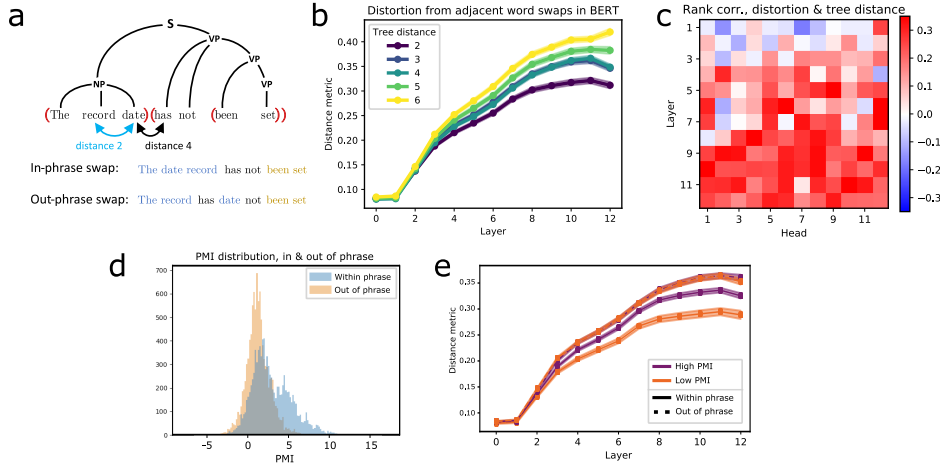 a
S
VP
NP
VP
VP
(The record date)(has not (been set))
distance 2
distance 4
In-phrase swap: The date record has not been set
Out-phrase swap: The record has date not been set
b
Distortion from adjacent word swaps in BERT
Tree distance
2
3
4
5
6
Distance metric
0.40
0.35
0.30
0.25
0.20
0.15
0.10
0 2 4 6 8 10 12
Layer
c
Rank corr., distortion & tree distance
Layer
1
3
5
7
9
11
1 3 5 7 9 11
Head
0.3
0.2
0.1
0.0
−0.1
−0.2
−0.3
d
PMI distribution, in & out of phrase
Within phrase
Out of phrase
700
600
500
400
300
200
100
0
−5 0 5 10 15
PMI
e
Distance metric
0.35
0.30
0.25
0.20
0.15
0.10
High PMI
Low PMI
Within phrase
Out of phrase
0 2 4 6 8 10 12
Layer